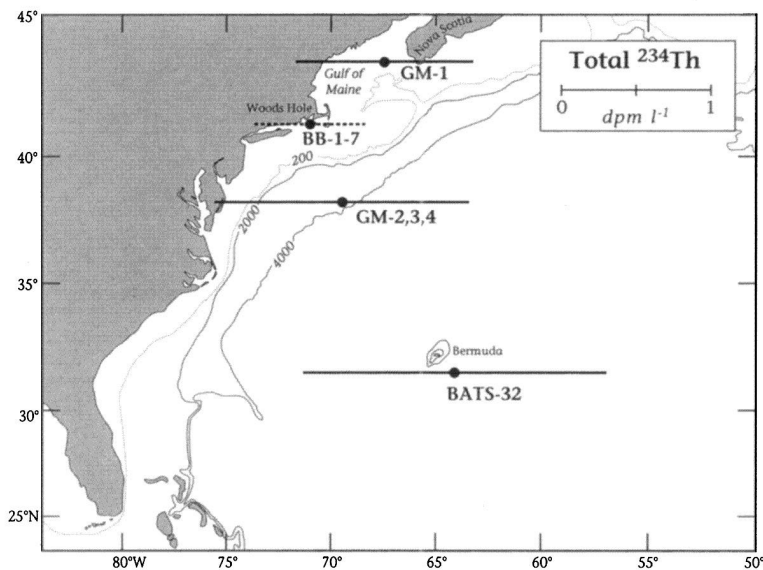 45°
40°
35°
30°
25°N
80°W
75°
70°
65°
60°
55°
50°
Nova Scotia
Total ²³⁴Th
0
1
dpm l⁻¹
GM-1
Gulf of
Maine
Woods Hole
BB-1-7
200
GM-2,3,4
2000
4000
Bermuda
BATS-32